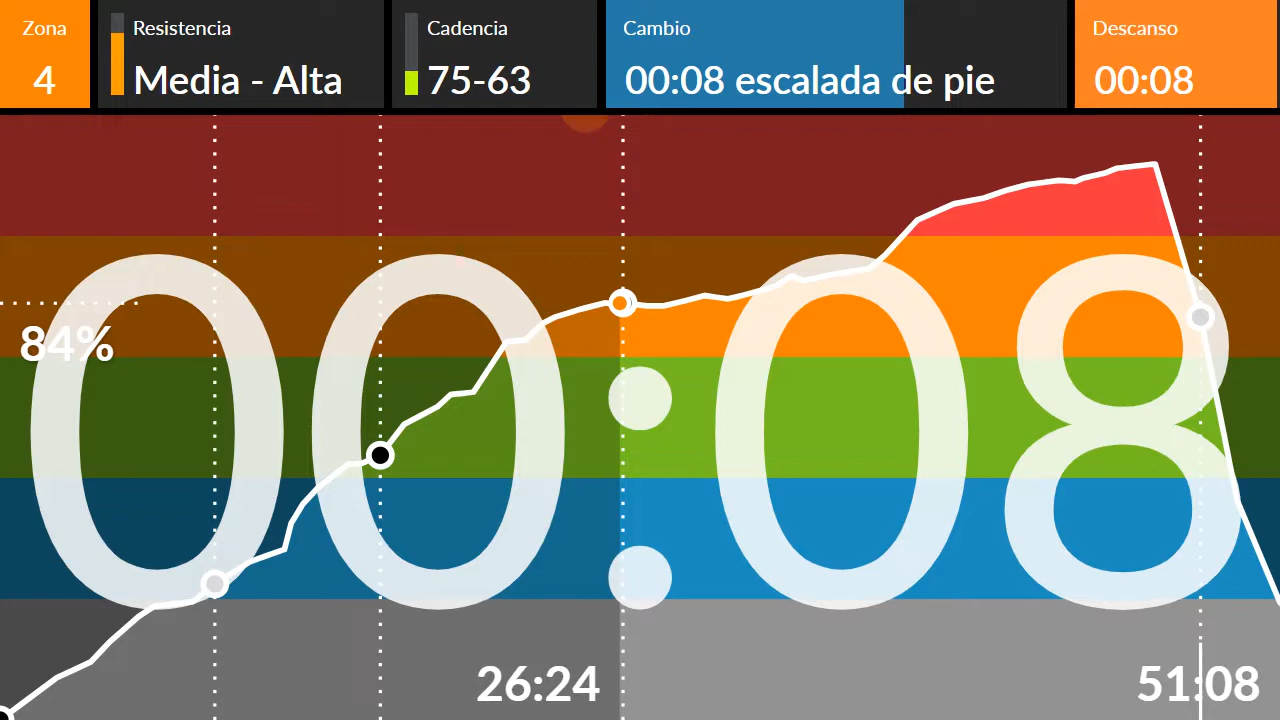 Zona
4
Resistencia
Media - Alta
Cadencia
75-63
Cambio
00:08 escalada de pie
Descanso
00:08
84%
00:08
26:24
51:08